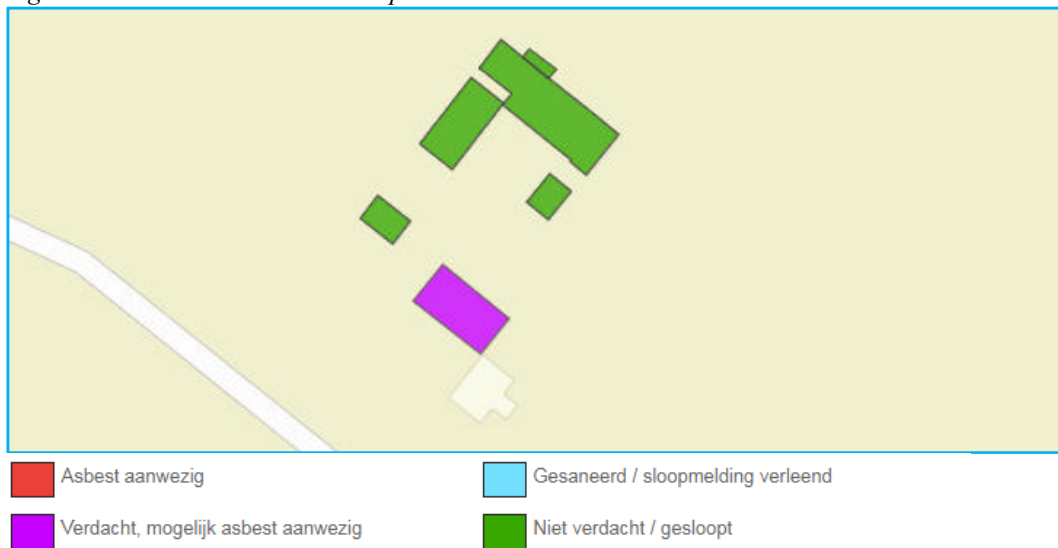 Asbest aanwezig
Gesaneerd / sloopmelding verleend
Verdacht, mogelijk asbest aanwezig
Niet verdacht / gesloopt